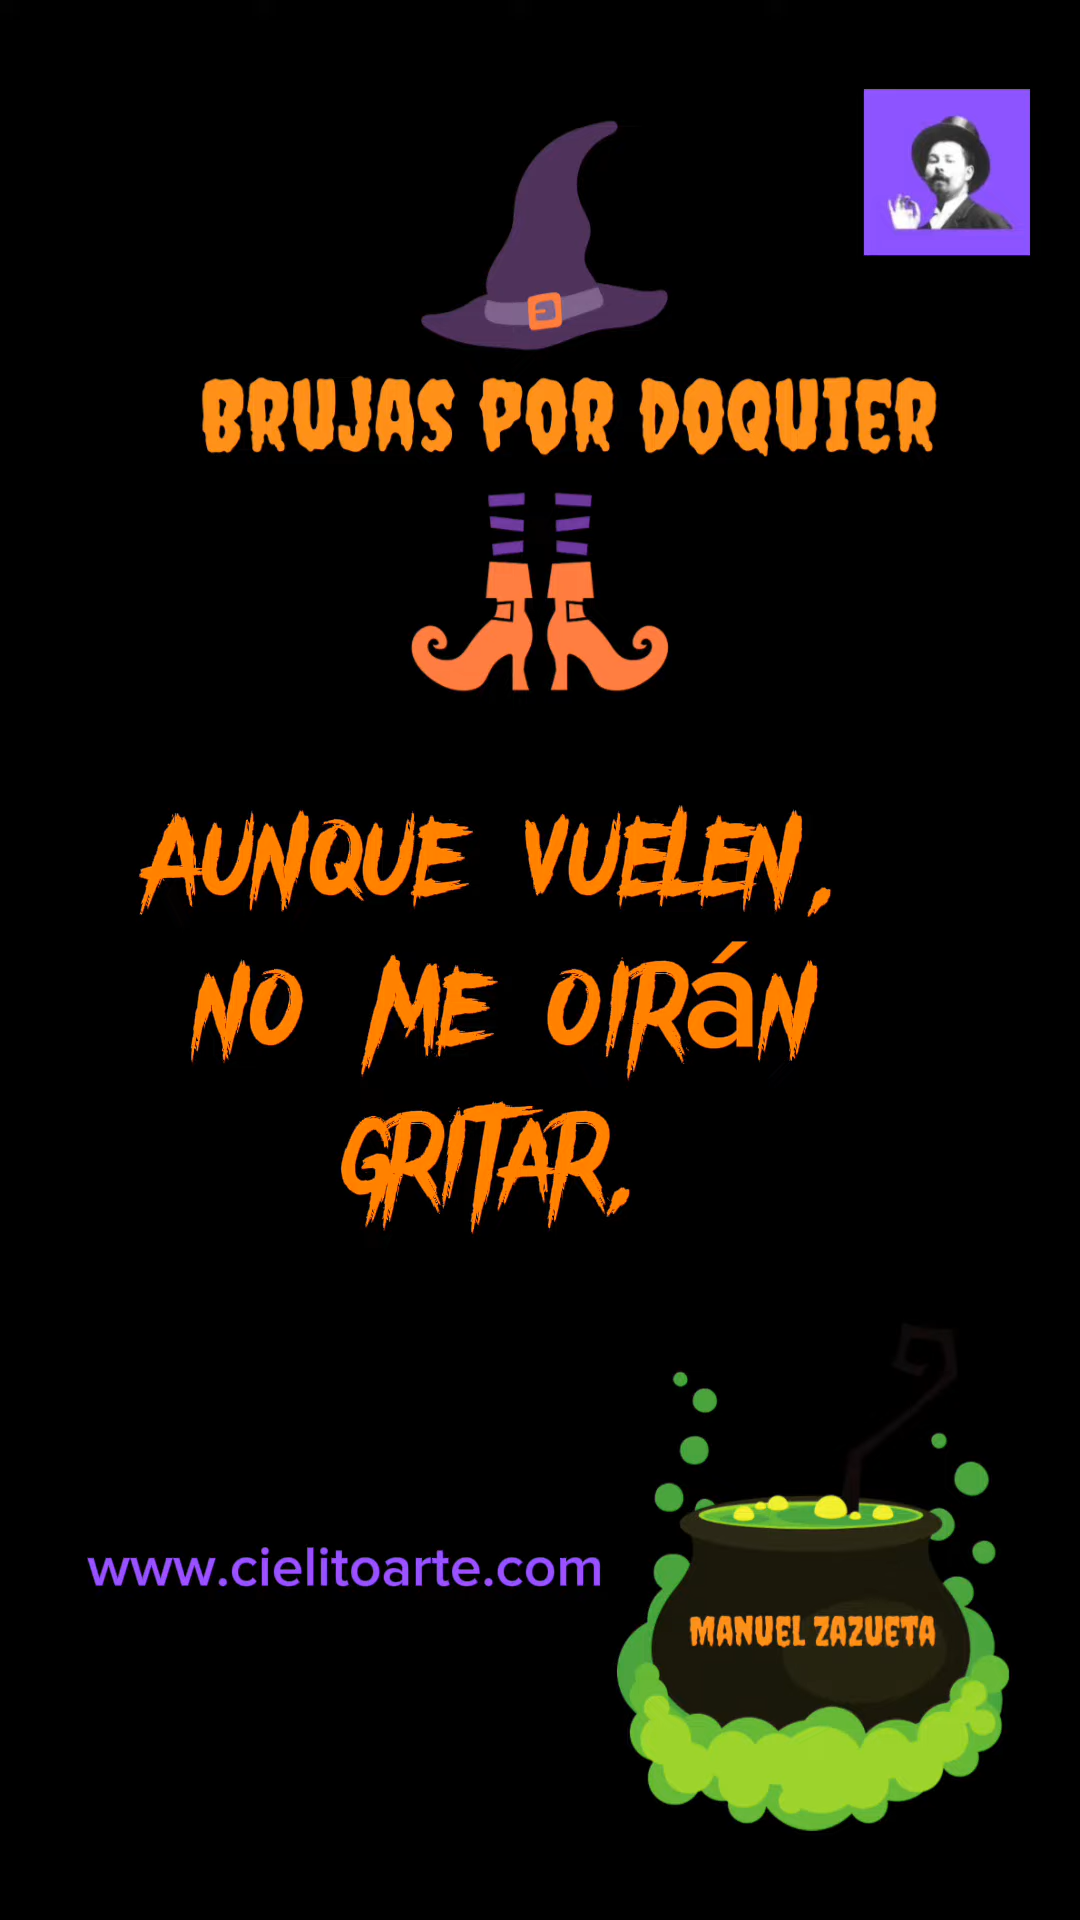 BRUJAS POR DOQUIER
AUNQUE VUELEN,
NO ME OIRáN
GRITAR,
www.cielitoarte.com
MANUEL ZAZUETA